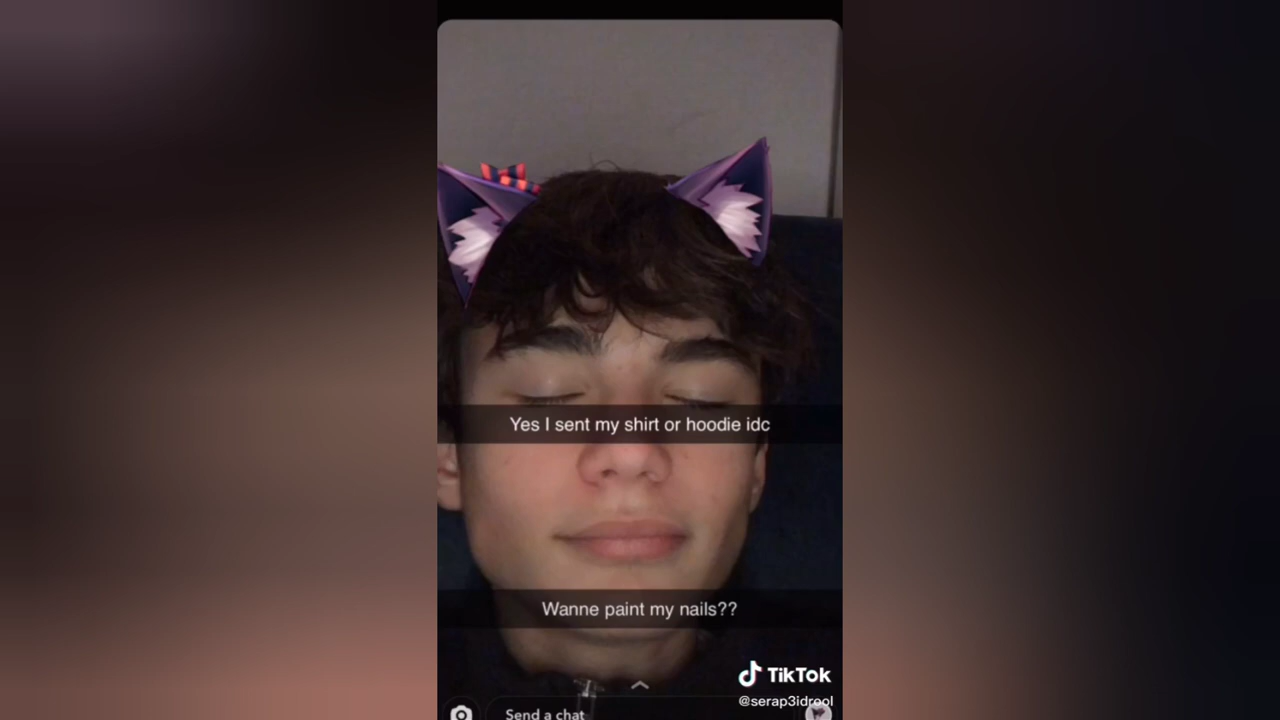 Yes I sent my shirt or hoodie idc
Wanne paint my nails??
TikTok
@serap3idrool
Send a chat